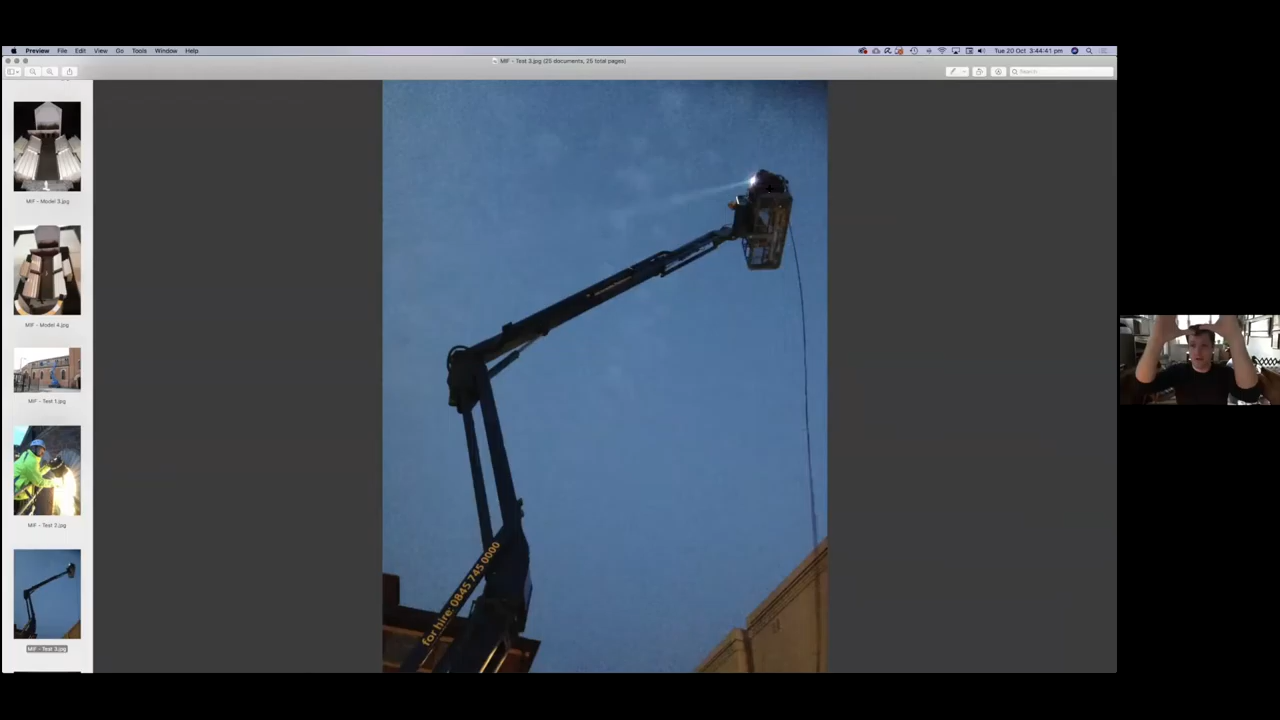 Preview File Edit View Go Tools Window Help
Tue 20 Oct 3:44:41 pm
MIF - Test 3.jpg (25 documents, 25 total pages)
Search
MIF - Model 3.jpg
MIF - Model 4.jpg
MIF - Test 1.jpg
MIF - Test 2.jpg
MIF - Test 3.jpg
for hire: 0845 745 0000